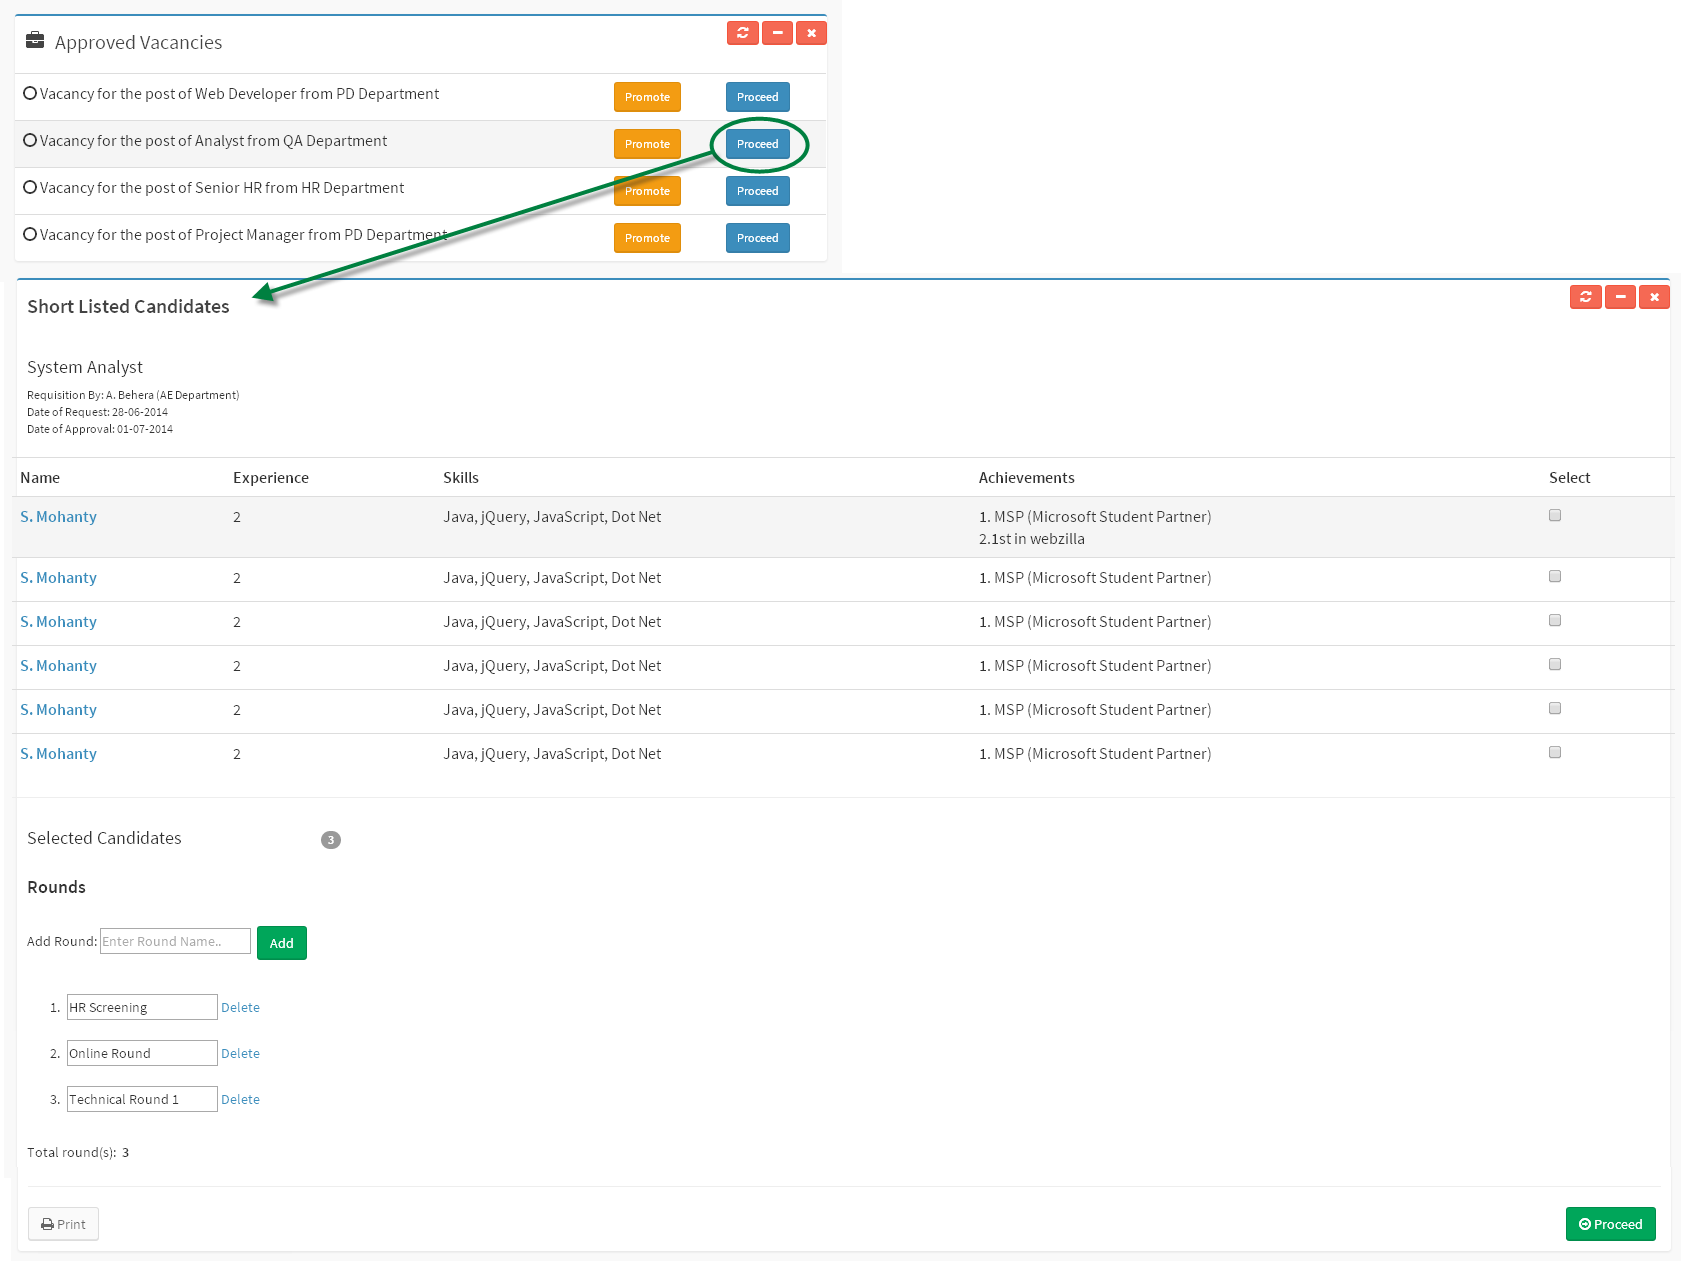 Approved Vacancies
Vacancy for the post of Web Developer from PD Department Promote Proceed
Vacancy for the post of Analyst from QA Department Promote Proceed
Vacancy for the post of Senior HR from HR Department Promote Proceed
Vacancy for the post of Project Manager from PD Department Promote Proceed
Short Listed Candidates
System Analyst
Requisition By: A. Behera (AE Department)
Date of Request: 28-06-2014
Date of Approval: 01-07-2014
Name Experience Skills Achievements Select
S. Mohanty 2 Java, jQuery, JavaScript, Dot Net 1. MSP (Microsoft Student Partner)
2.1st in webzilla
S. Mohanty 2 Java, jQuery, JavaScript, Dot Net 1. MSP (Microsoft Student Partner)
S. Mohanty 2 Java, jQuery, JavaScript, Dot Net 1. MSP (Microsoft Student Partner)
S. Mohanty 2 Java, jQuery, JavaScript, Dot Net 1. MSP (Microsoft Student Partner)
S. Mohanty 2 Java, jQuery, JavaScript, Dot Net 1. MSP (Microsoft Student Partner)
S. Mohanty 2 Java, jQuery, JavaScript, Dot Net 1. MSP (Microsoft Student Partner)
Selected Candidates 3
Rounds
Add Round: Enter Round Name.. Add
1. HR Screening Delete
2. Online Round Delete
3. Technical Round 1 Delete
Total round(s): 3
Print Proceed